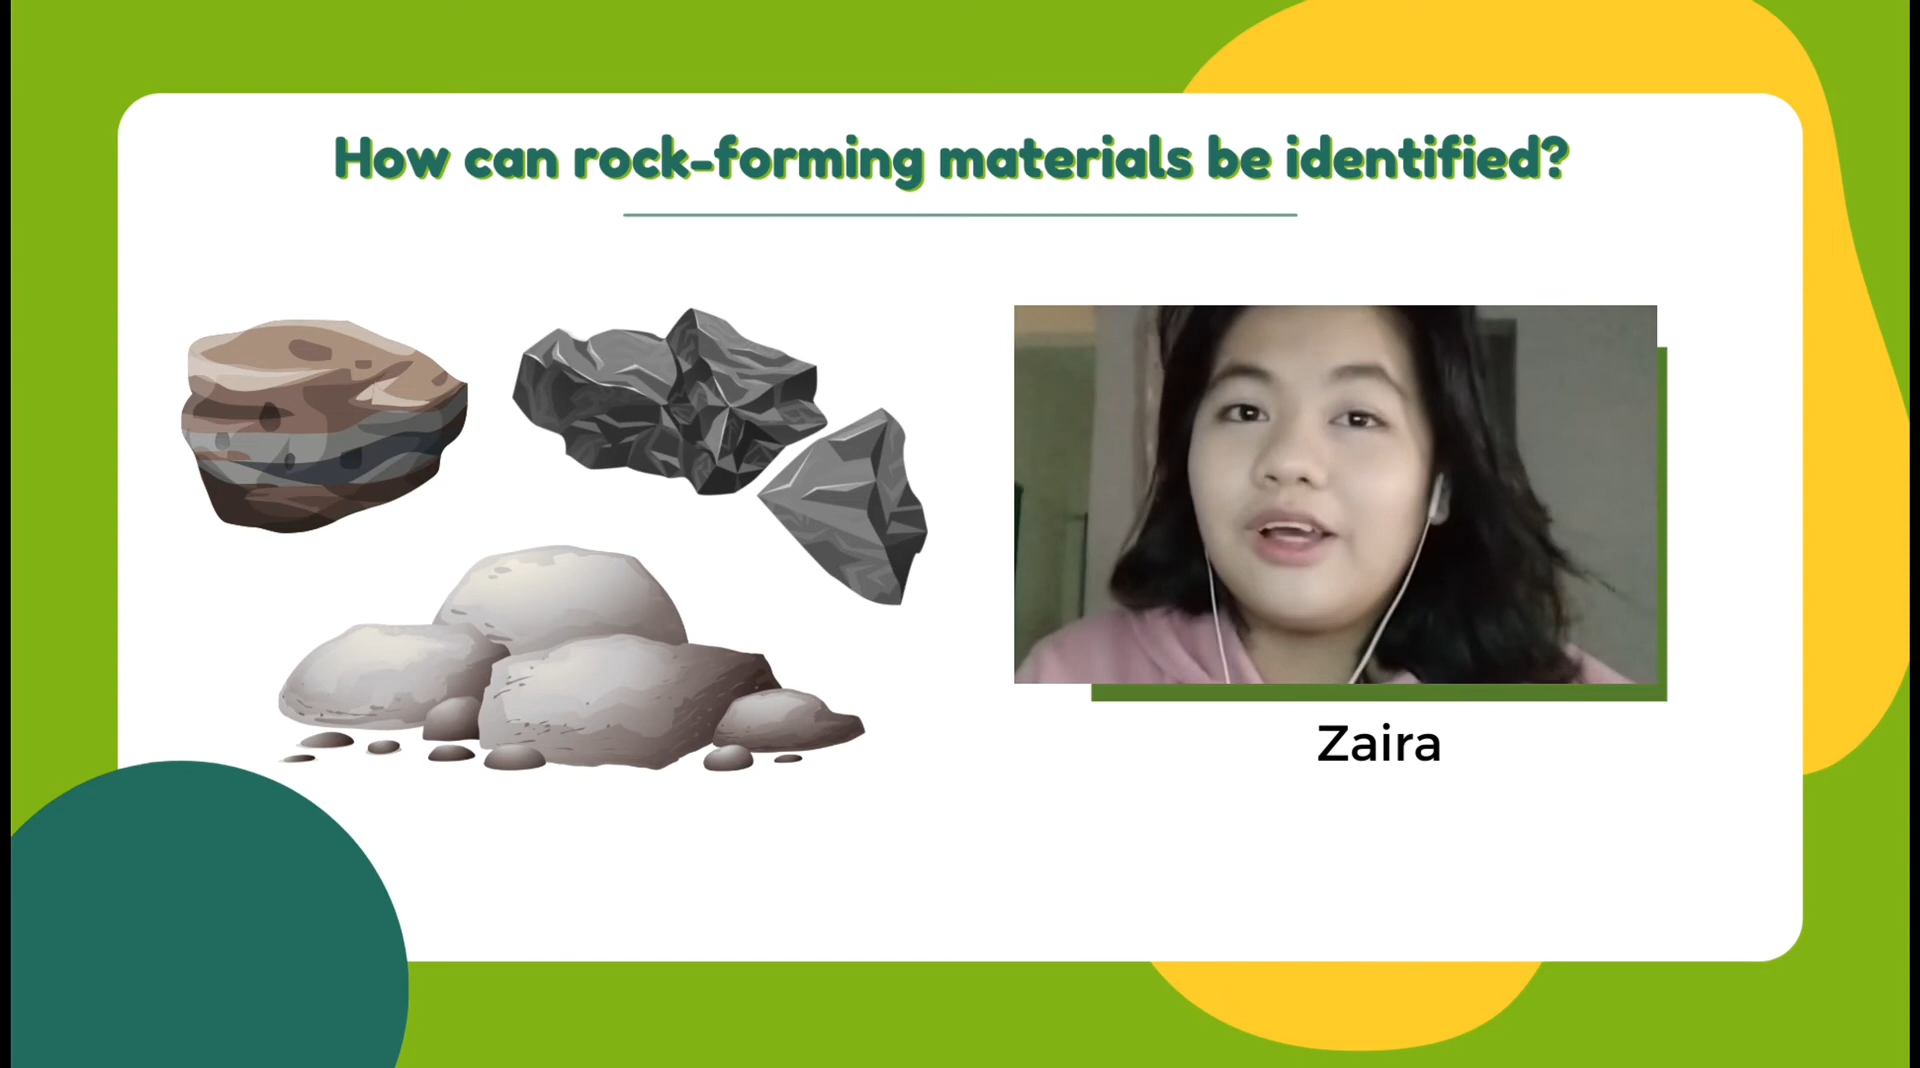 How can rock-forming materials be identified?
Zaira